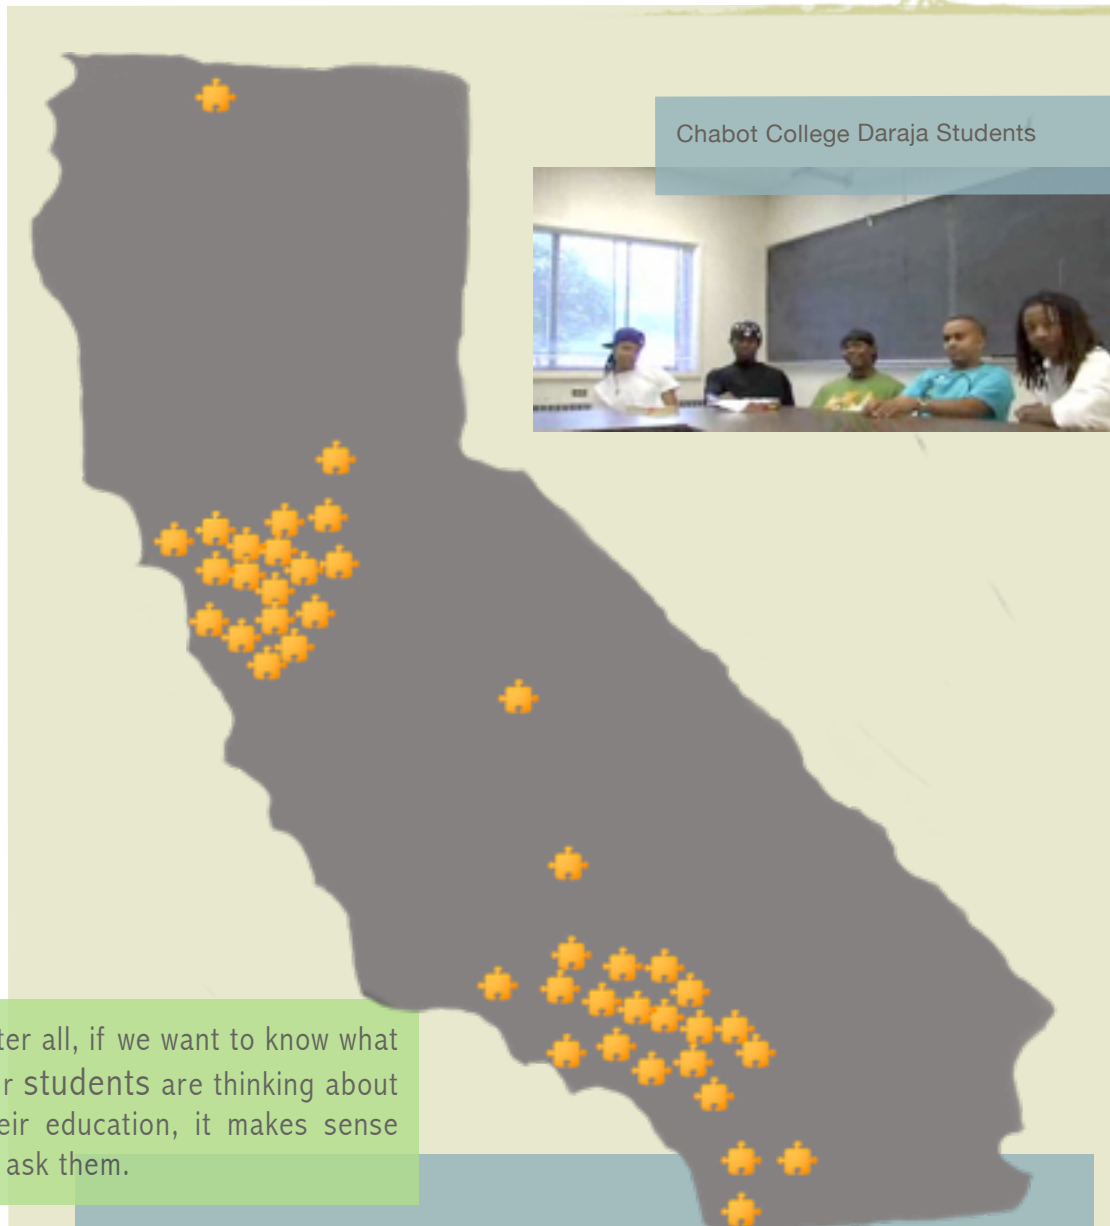 Chabot College Daraja Students
ter all, if we want to know what
r students are thinking about
eir education, it makes sense
ask them.